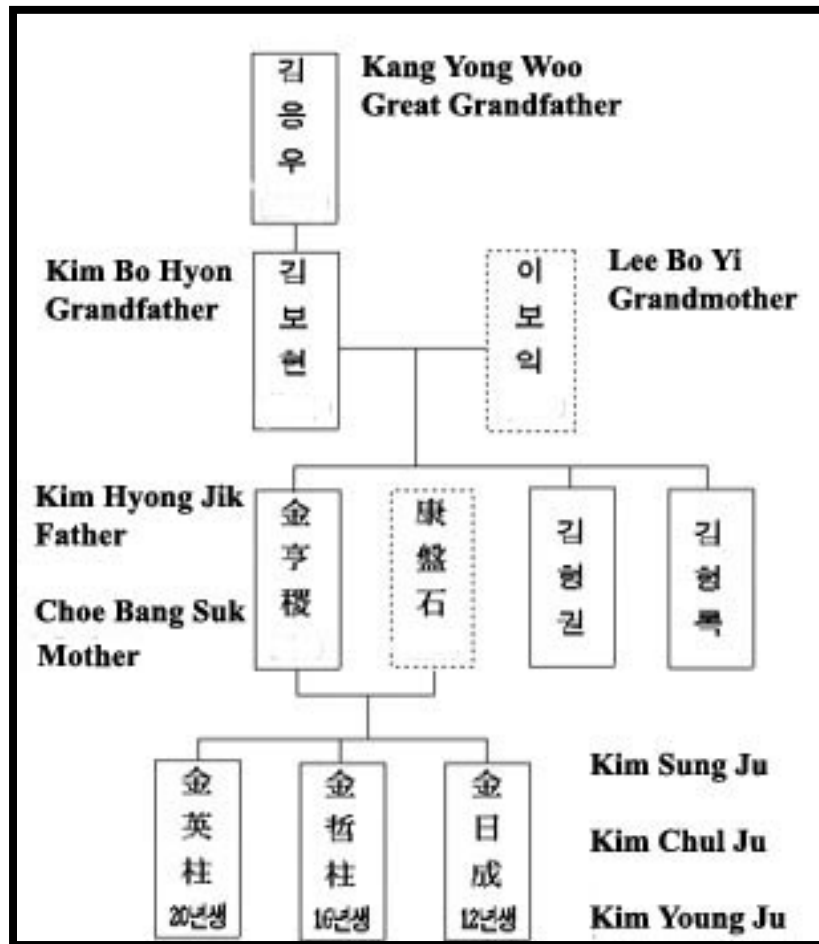 김응우
Kang Yong Woo
Great Grandfather
Kim Bo Hyon
Grandfather
김보현
이보익
Lee Bo Yi
Grandmother
Kim Hyong Jik
Father
Choe Bang Suk
Mother
金亨稷
康盤石
김형권
김형록
金英柱
20년생
金哲柱
16년생
金日成
12년생
Kim Sung Ju
Kim Chul Ju
Kim Young Ju